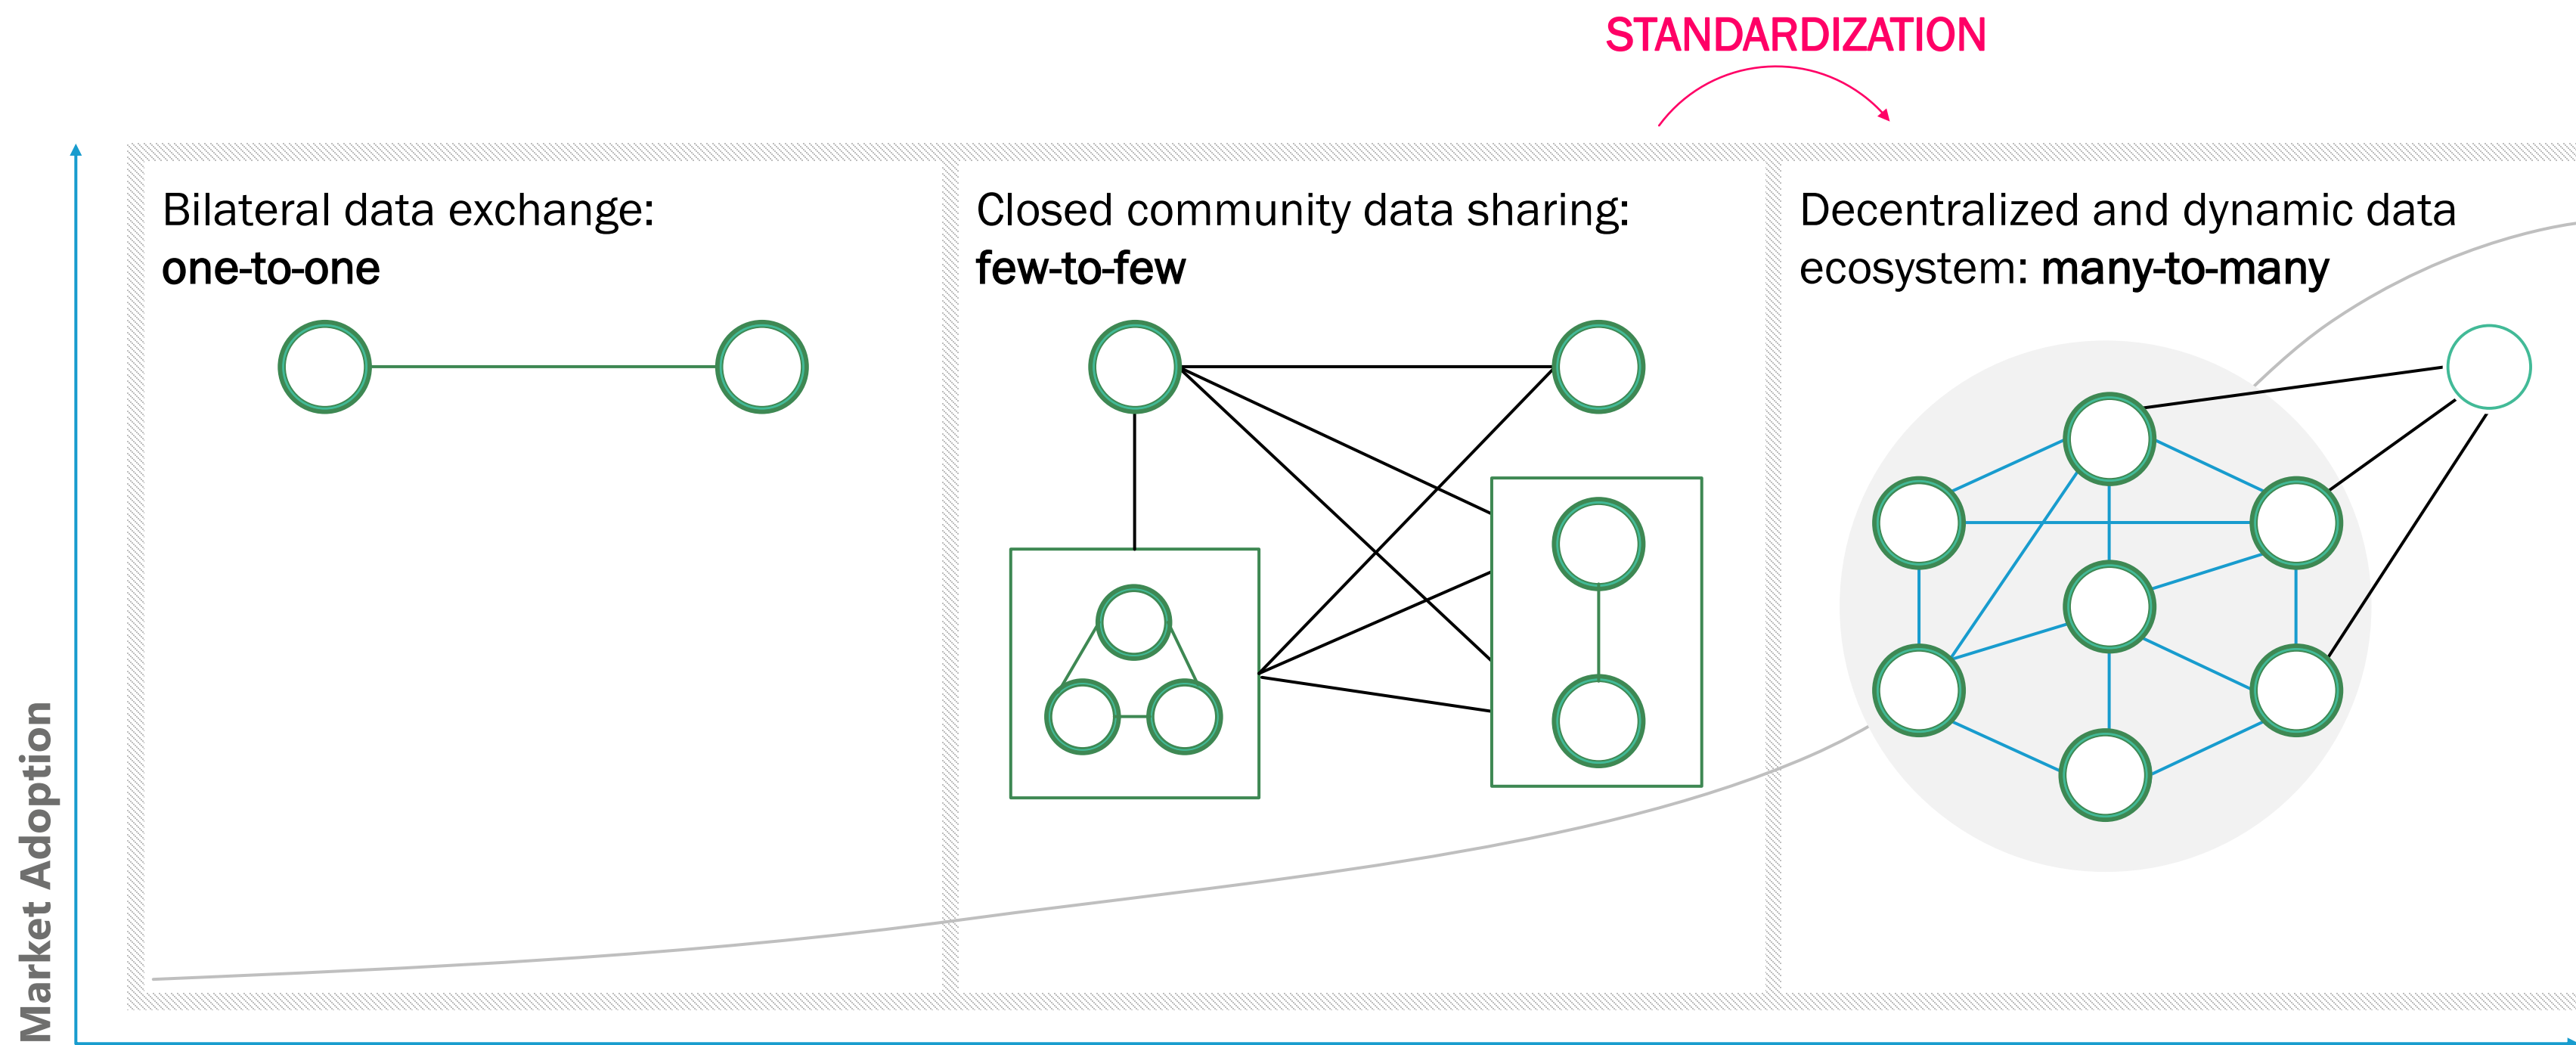 STANDARDIZATION
Bilateral data exchange:
one-to-one
Closed community data sharing:
few-to-few
Decentralized and dynamic data
ecosystem: many-to-many
Market Adoption